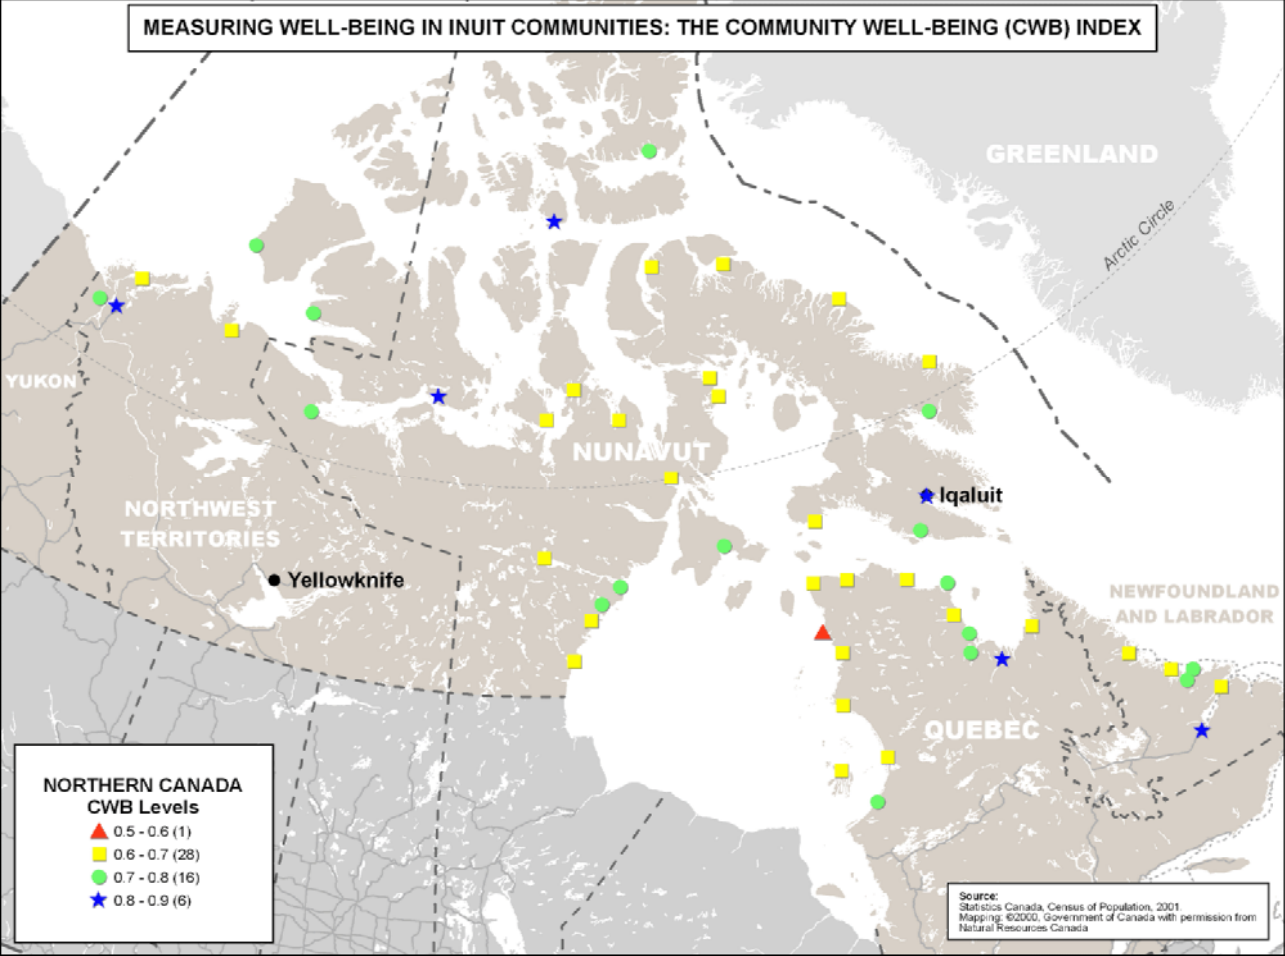 MEASURING WELL-BEING IN INUIT COMMUNITIES: THE COMMUNITY WELL-BEING (CWB) INDEX
GREENLAND
Arctic Circle
YUKON
NUNAVUT
Iqaluit
NORTHWEST
TERRITORIES
Yellowknife
NEWFOUNDLAND
AND LABRADOR
QUEBEC
NORTHERN CANADA
CWB Levels
0.5 - 0.6 (1)
0.6 - 0.7 (28)
0.7 - 0.8 (16)
0.8 - 0.9 (6)
Source:
Statistics Canada, Census of Population, 2001.
Mapping: ©2000, Government of Canada with permission from
Natural Resources Canada